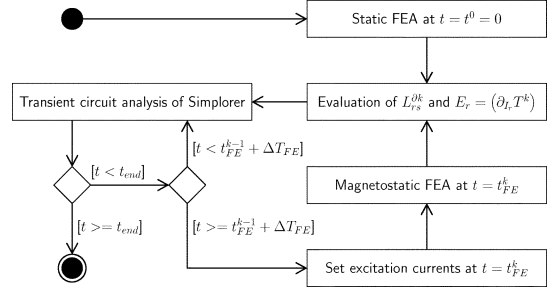 Static FEA at $t = t^0 = 0$
Transient circuit analysis of Simplorer
Evaluation of $L_{rs}^{\partial k}$ and $E_r = (\partial_{I_r} T^k)$
[$t < t_{end}$]
[$t < t_{FE}^{k-1} + \Delta T_{FE}$]
Magnetostatic FEA at $t = t_{FE}^k$
[$t >= t_{end}$]
[$t >= t_{FE}^{k-1} + \Delta T_{FE}$]
Set excitation currents at $t = t_{FE}^k$